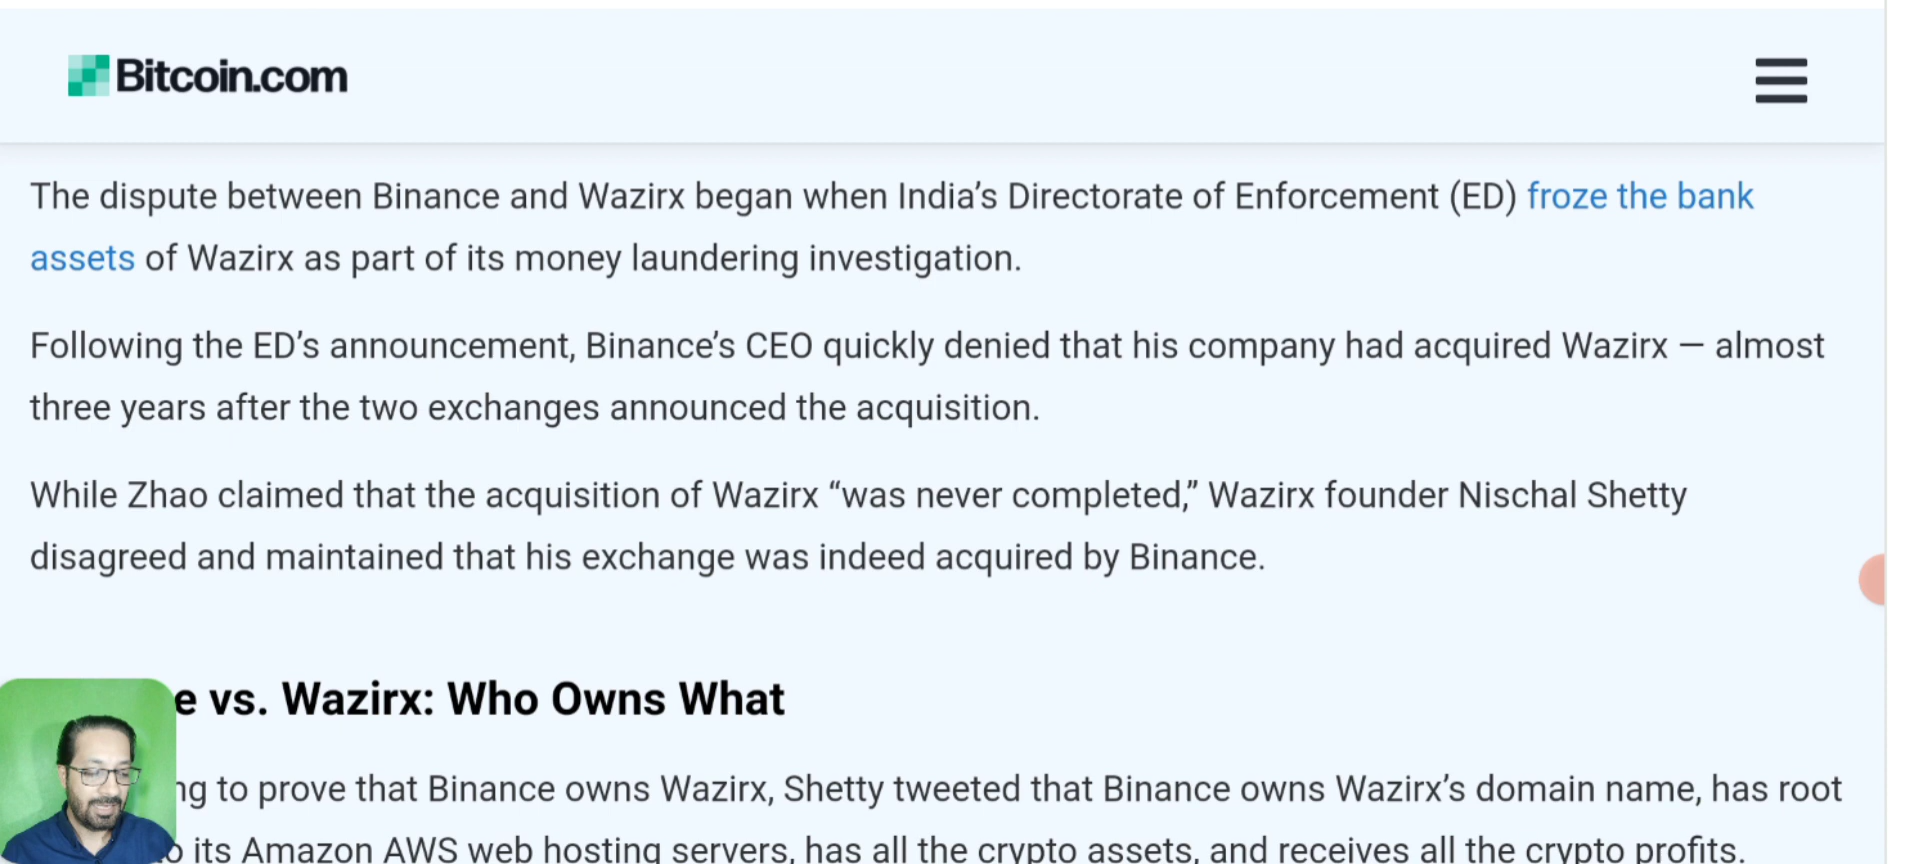 Bitcoin.com
The dispute between Binance and Wazirx began when India’s Directorate of Enforcement (ED) froze the bank
assets of Wazirx as part of its money laundering investigation.
Following the ED’s announcement, Binance’s CEO quickly denied that his company had acquired Wazirx — almost
three years after the two exchanges announced the acquisition.
While Zhao claimed that the acquisition of Wazirx “was never completed,” Wazirx founder Nischal Shetty
disagreed and maintained that his exchange was indeed acquired by Binance.
vs. Wazirx: Who Owns What
to prove that Binance owns Wazirx, Shetty tweeted that Binance owns Wazirx’s domain name, has root
its Amazon AWS web hosting servers, has all the crypto assets, and receives all the crypto profits.